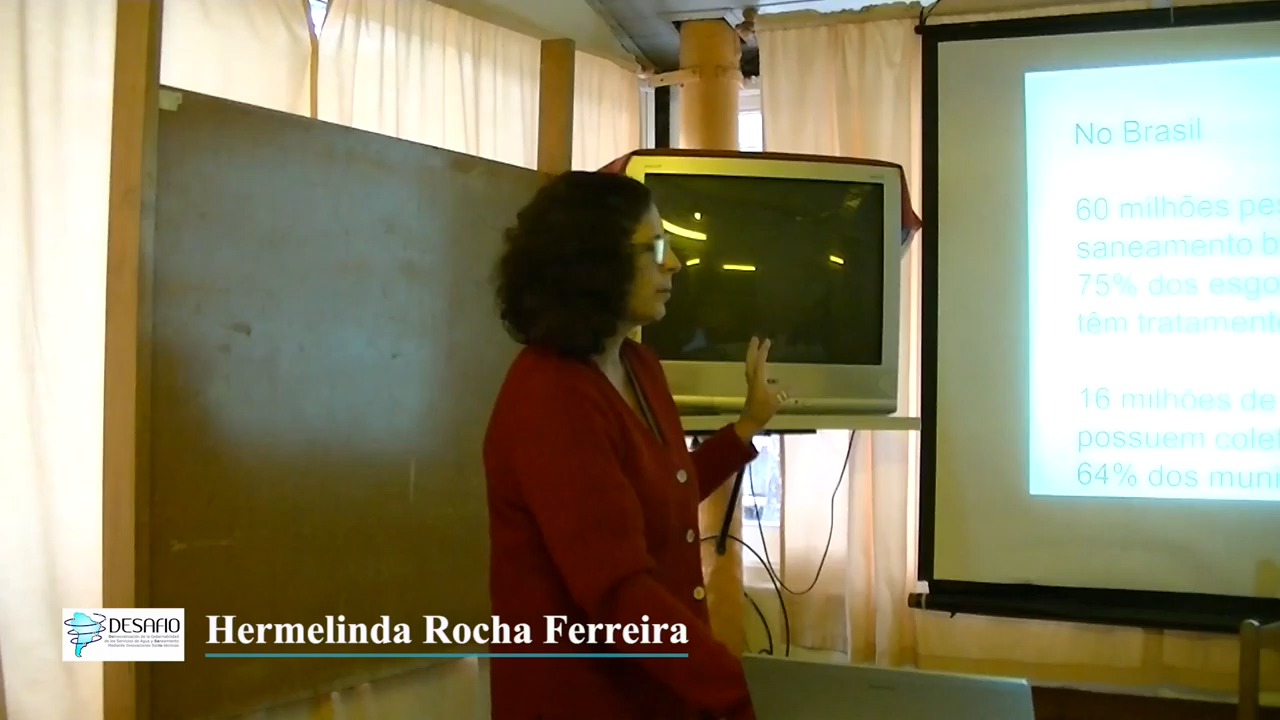 No Brasil
60 milhões pes
saneamento b
75% dos esgo
têm tratament
16 milhões de
possuem cole
64% dos muni
DESAFIO
Hermelinda Rocha Ferreira